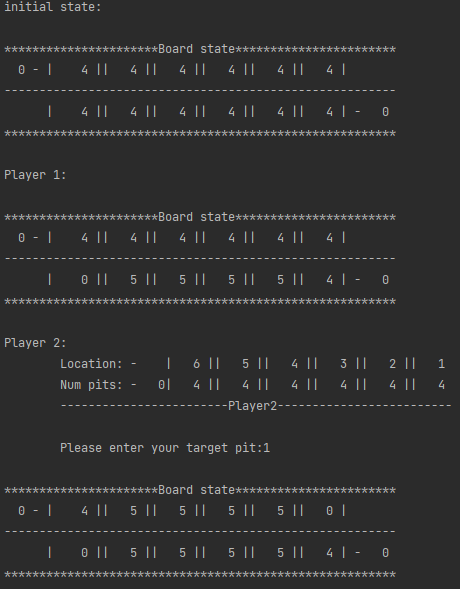 initial state:
***********************Board state***********************
0 - |    4 ||   4 ||   4 ||   4 ||   4 ||   4 |
--------------------------------------------------------
|    4 ||   4 ||   4 ||   4 ||   4 ||   4 | -   0
********************************************************
Player 1:
***********************Board state***********************
0 - |    4 ||   4 ||   4 ||   4 ||   4 ||   4 |
--------------------------------------------------------
|    0 ||   5 ||   5 ||   5 ||   5 ||   4 | -   0
********************************************************
Player 2:
Location: -    |   6 ||   5 ||   4 ||   3 ||   2 ||   1
Num pits: -   0|   4 ||   4 ||   4 ||   4 ||   4 ||   4
------------------------Player2-------------------------
Please enter your target pit:1
***********************Board state***********************
0 - |    4 ||   5 ||   5 ||   5 ||   5 ||   0 |
--------------------------------------------------------
|    0 ||   5 ||   5 ||   5 ||   5 ||   4 | -   0
********************************************************